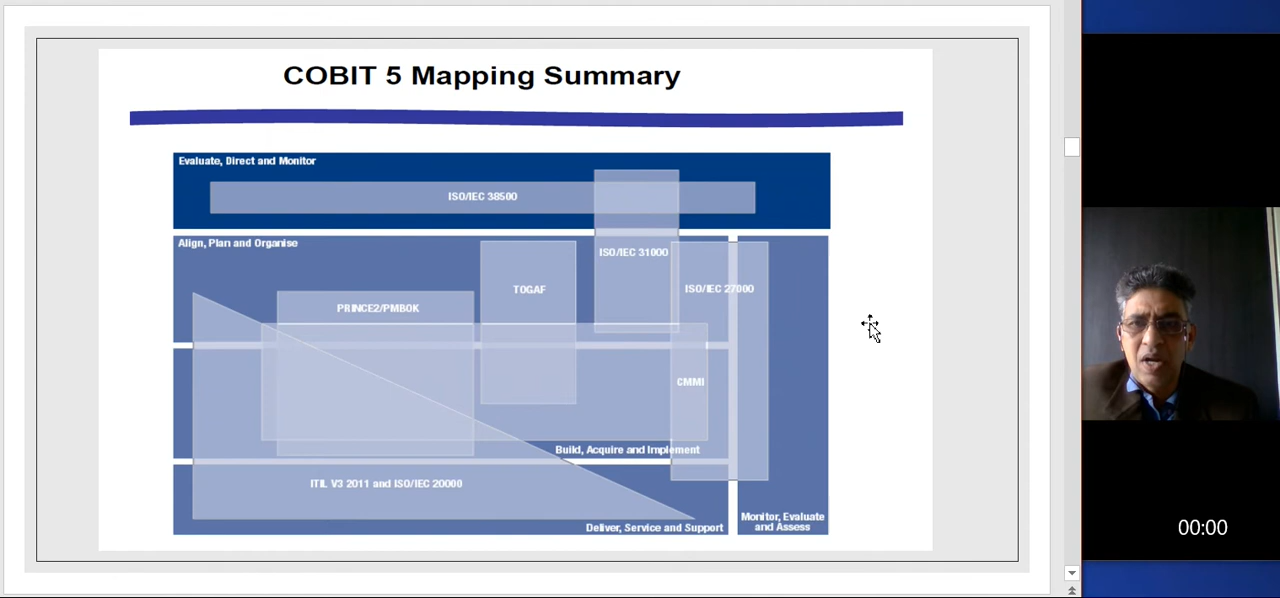 COBIT 5 Mapping Summary
Evaluate, Direct and Monitor
ISO/IEC 38500
Align, Plan and Organise
ISO/IEC 31000
TOGAF
ISO/IEC 27000
PRINCE2/PMBOK
CMMI
Build, Acquire and Implement
ITIL V3 2011 and ISO/IEC 20000
Deliver, Service and Support
Monitor, Evaluate
and Assess
00:00